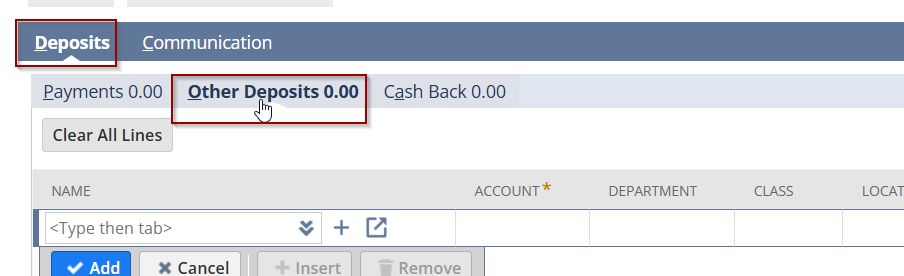 Deposits Communication
Payments 0.00 Other Deposits 0.00 Cash Back 0.00
Clear All Lines
NAME ACCOUNT * DEPARTMENT CLASS LOCAT
<Type then tab>
Add Cancel Insert Remove